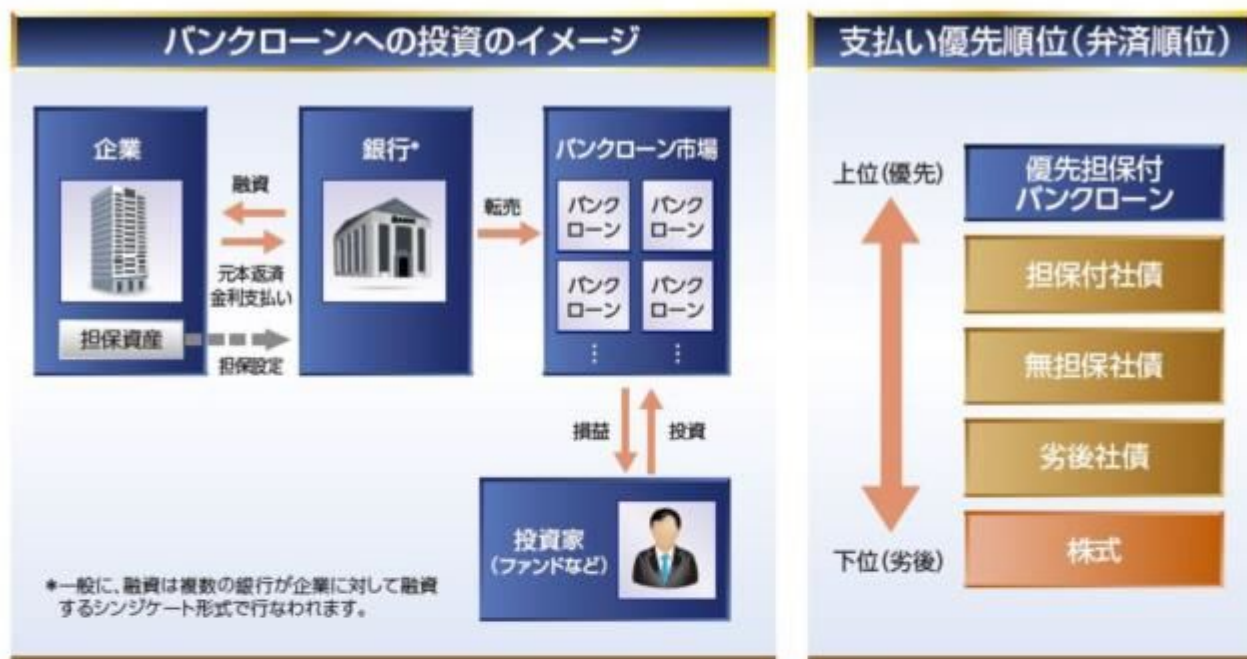 バンクローンへの投資のイメージ
企業
融資
元本返済
金利支払い
担保資産
担保設定
銀行*
転売
バンクローン市場
バンク
ローン
バンク
ローン
バンク
ローン
バンク
ローン
⋮
⋮
損益
投資
投資家
(ファンドなど)
*一般に、融資は複数の銀行が企業に対して融資
するシンジケート形式で行なわれます。
支払い優先順位(弁済順位)
上位(優先)
優先担保付
バンクローン
担保付社債
無担保社債
劣後社債
下位(劣後)
株式